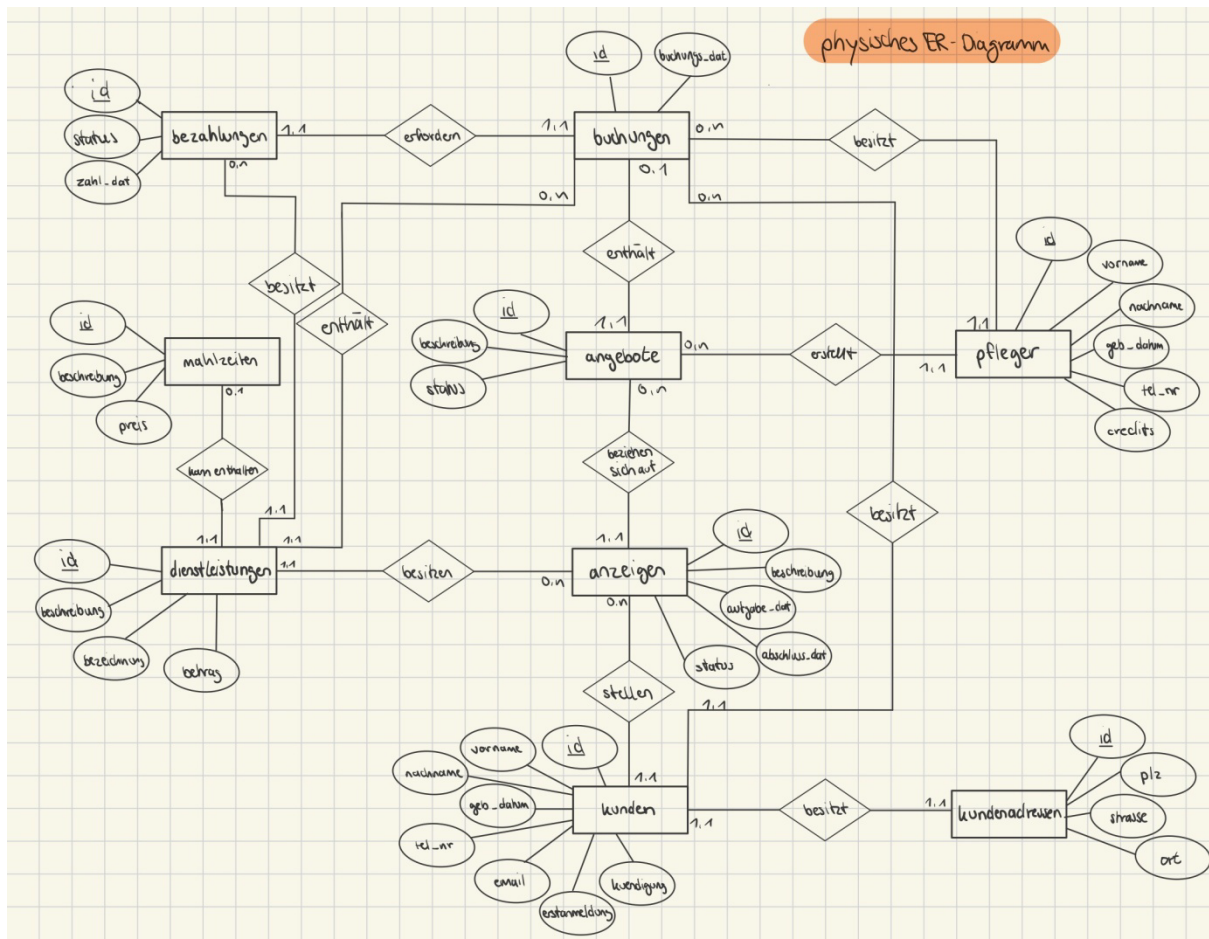 physisches ER-Diagramm
id
buchungs_dat
id
status
zahl_dat
bezahlungen
1,1
erfordern
1,1
buchungen
0,n
besitzt
0,n
0,n
0,1
0,n
enthält
besitzt
enthält
id
vorname
nachname
geb_datum
tel_nr
credits
1,1
pfleger
1,1
id
beschreibung
status
1,1
angebote
0,n
erstellt
0,n
id
beschreibung
preis
mahlzeiten
0,1
kann enthalten
beziehen
sich auf
besitzt
1,1
1,1
1,1
1,1
id
beschreibung
bezeichnung
betrag
dienstleistungen
besitzen
0,n
anzeigen
0,n
id
beschreibung
aufgabe_dat
abschluss_dat
status
stellen
1,1
vorname
id
nachname
geb_datum
tel_nr
email
erstanmeldung
kuendigung
1,1
kunden
1,1
besitzt
1,1
kundenadressen
id
plz
strasse
ort